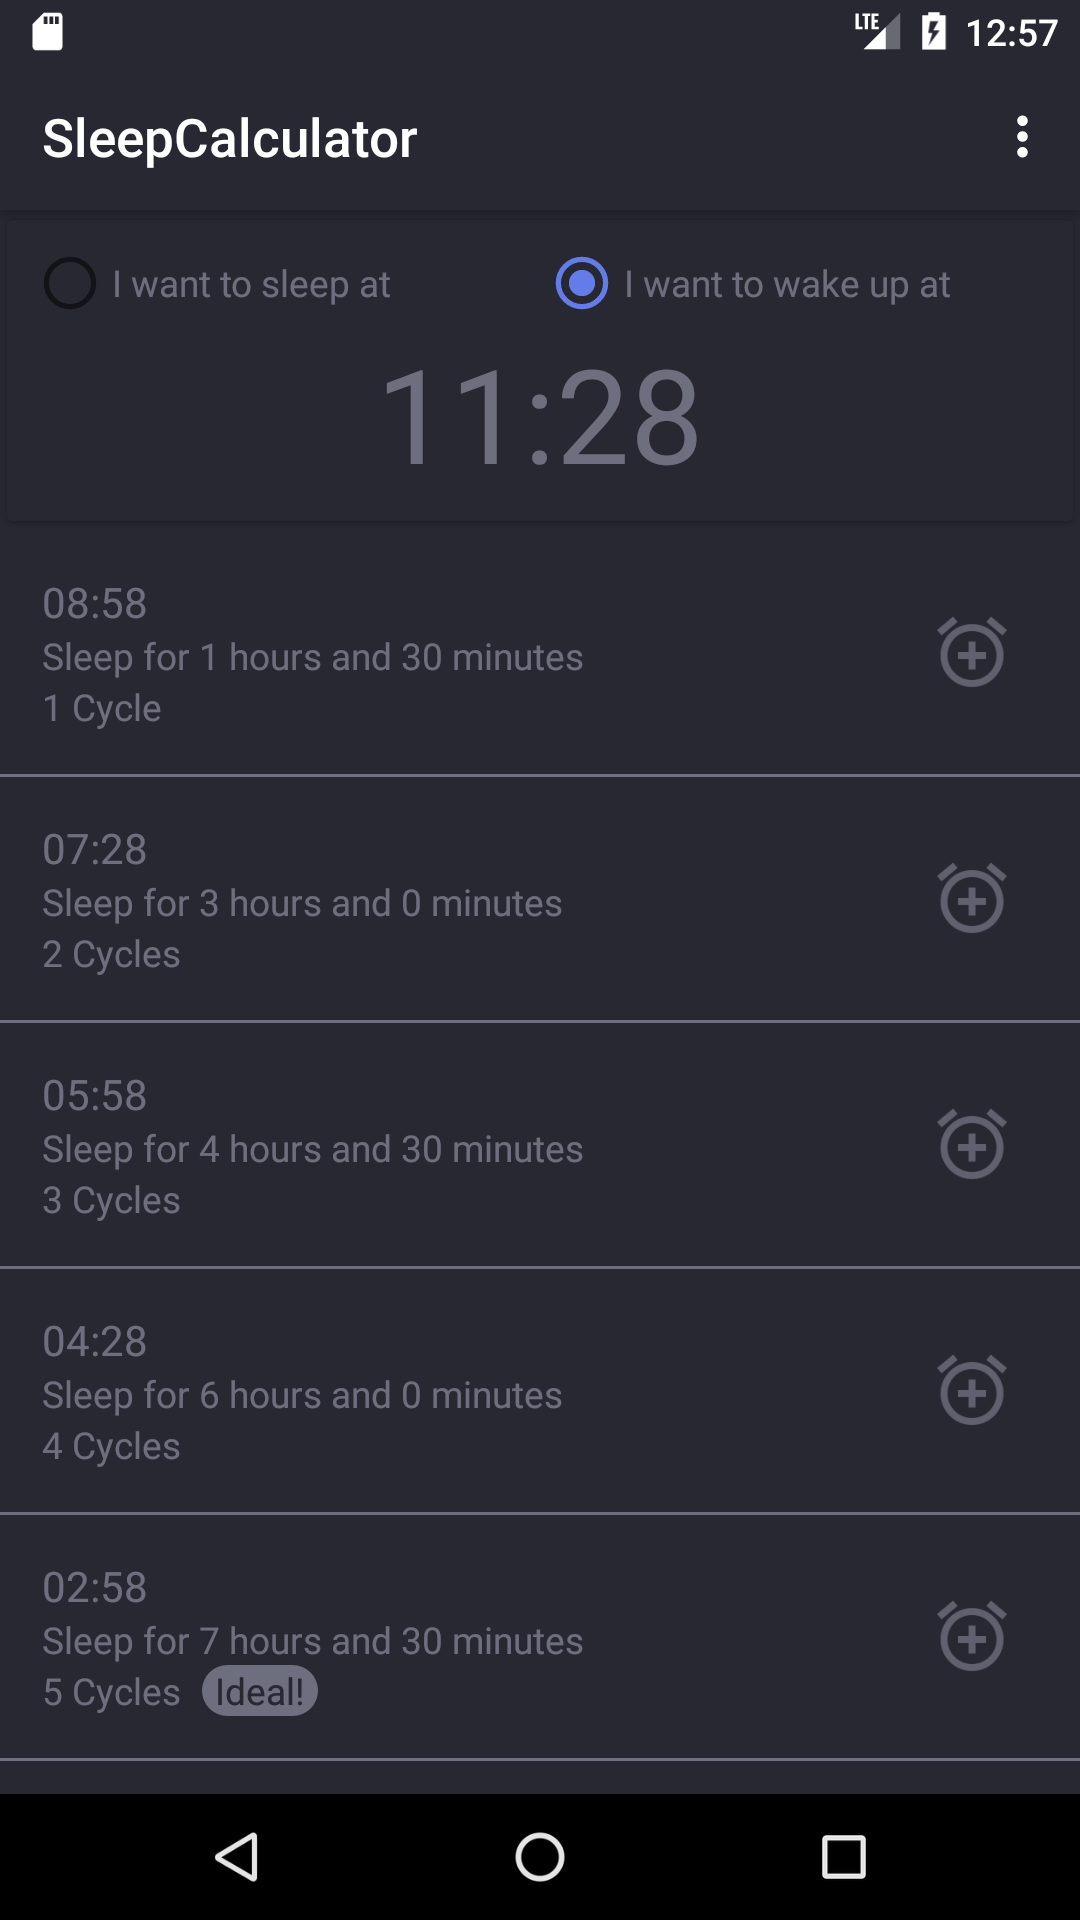 LTE 12:57
SleepCalculator
I want to sleep at I want to wake up at
11:28
08:58
Sleep for 1 hours and 30 minutes
1 Cycle
07:28
Sleep for 3 hours and 0 minutes
2 Cycles
05:58
Sleep for 4 hours and 30 minutes
3 Cycles
04:28
Sleep for 6 hours and 0 minutes
4 Cycles
02:58
Sleep for 7 hours and 30 minutes
5 Cycles Ideal!